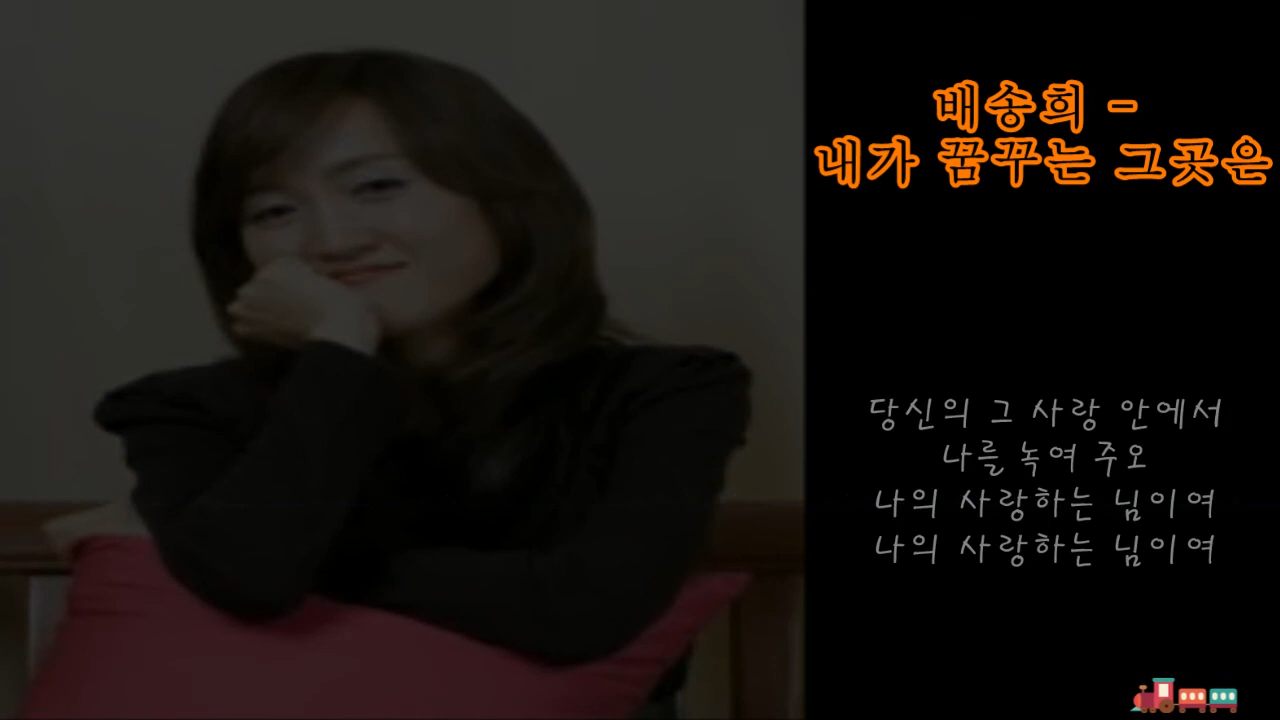 배송희 -
내가 꿈꾸는 그곳은
당신의 그 사랑 안에서
나를 녹여 주오
나의 사랑하는 님이여
나의 사랑하는 님이여